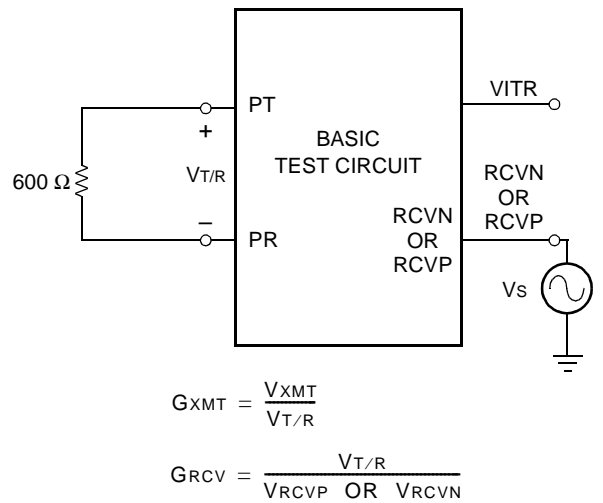 PT
+
VT/R
−
PR
600 Ω
BASIC
TEST CIRCUIT
VITR
RCVN
OR
RCVP
RCVN
OR
RCVP
VS
GXMT = VXMT
VT/R
GRCV = VT/R
VRCVP OR VRCVN